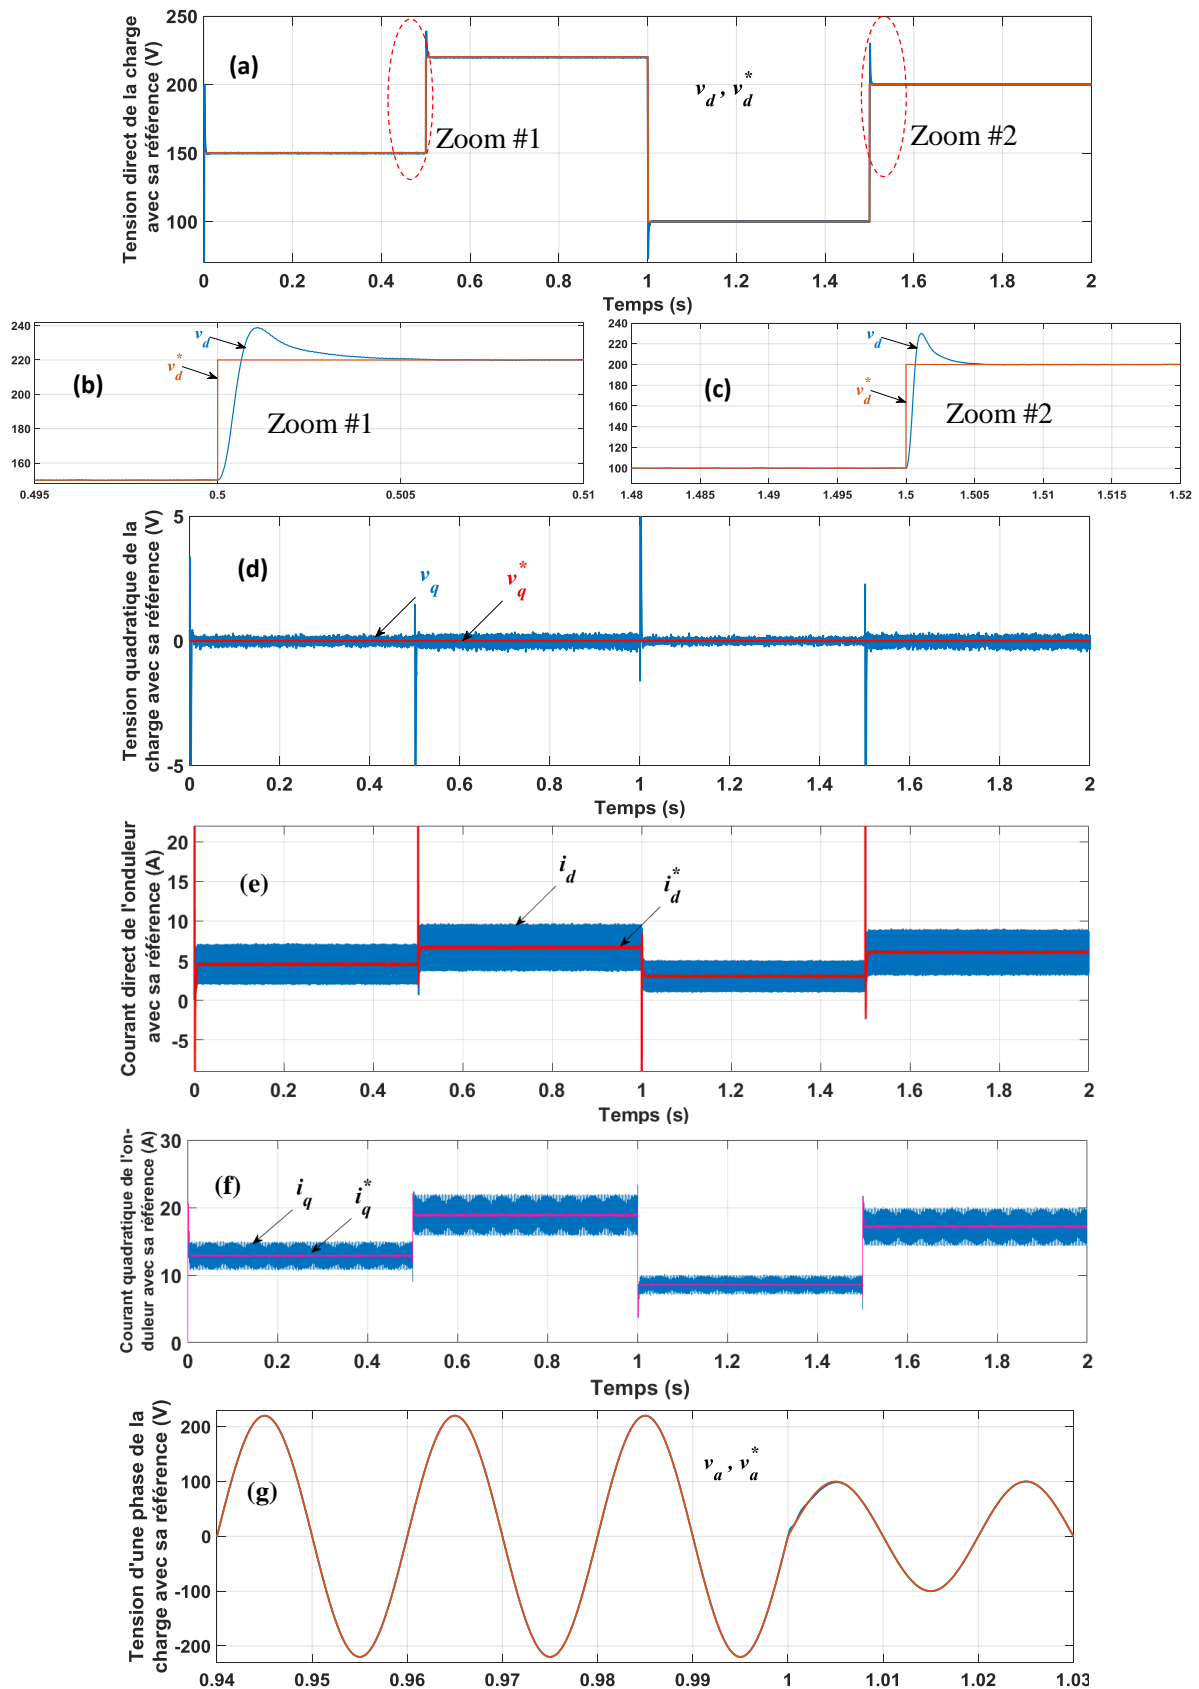 Tension direct de la charge
avec sa référence (V)
250
200
150
100
(a)
v_d , v_d^*
Zoom #1
Zoom #2
0 0.2 0.4 0.6 0.8 1 1.2 1.4 1.6 1.8 2
Temps (s)
240
220
200
180
160
v_d
v_d^*
(b)
Zoom #1
0.495 0.5 0.505 0.51
240
220
200
180
160
140
120
100
v_d
v_d^*
(c)
Zoom #2
1.48 1.485 1.49 1.495 1.5 1.505 1.51 1.515 1.52
Tension quadratique de la
charge avec sa référence (V)
5
0
-5
(d)
v_q
v_q^*
0 0.2 0.4 0.6 0.8 1 1.2 1.4 1.6 1.8 2
Temps (s)
Courant direct de l'onduleur
avec sa référence (A)
20
15
10
5
0
-5
(e)
i_d
i_d^*
0 0.2 0.4 0.6 0.8 1 1.2 1.4 1.6 1.8 2
Temps (s)
Courant quadratique de l'on-
duleur avec sa référence (A)
30
20
10
0
(f)
i_q
i_q^*
0 0.2 0.4 0.6 0.8 1 1.2 1.4 1.6 1.8 2
Temps (s)
Tension d'une phase de la
charge avec sa référence (V)
200
100
0
-100
-200
(g)
v_a , v_a^*
0.94 0.95 0.96 0.97 0.98 0.99 1 1.01 1.02 1.03